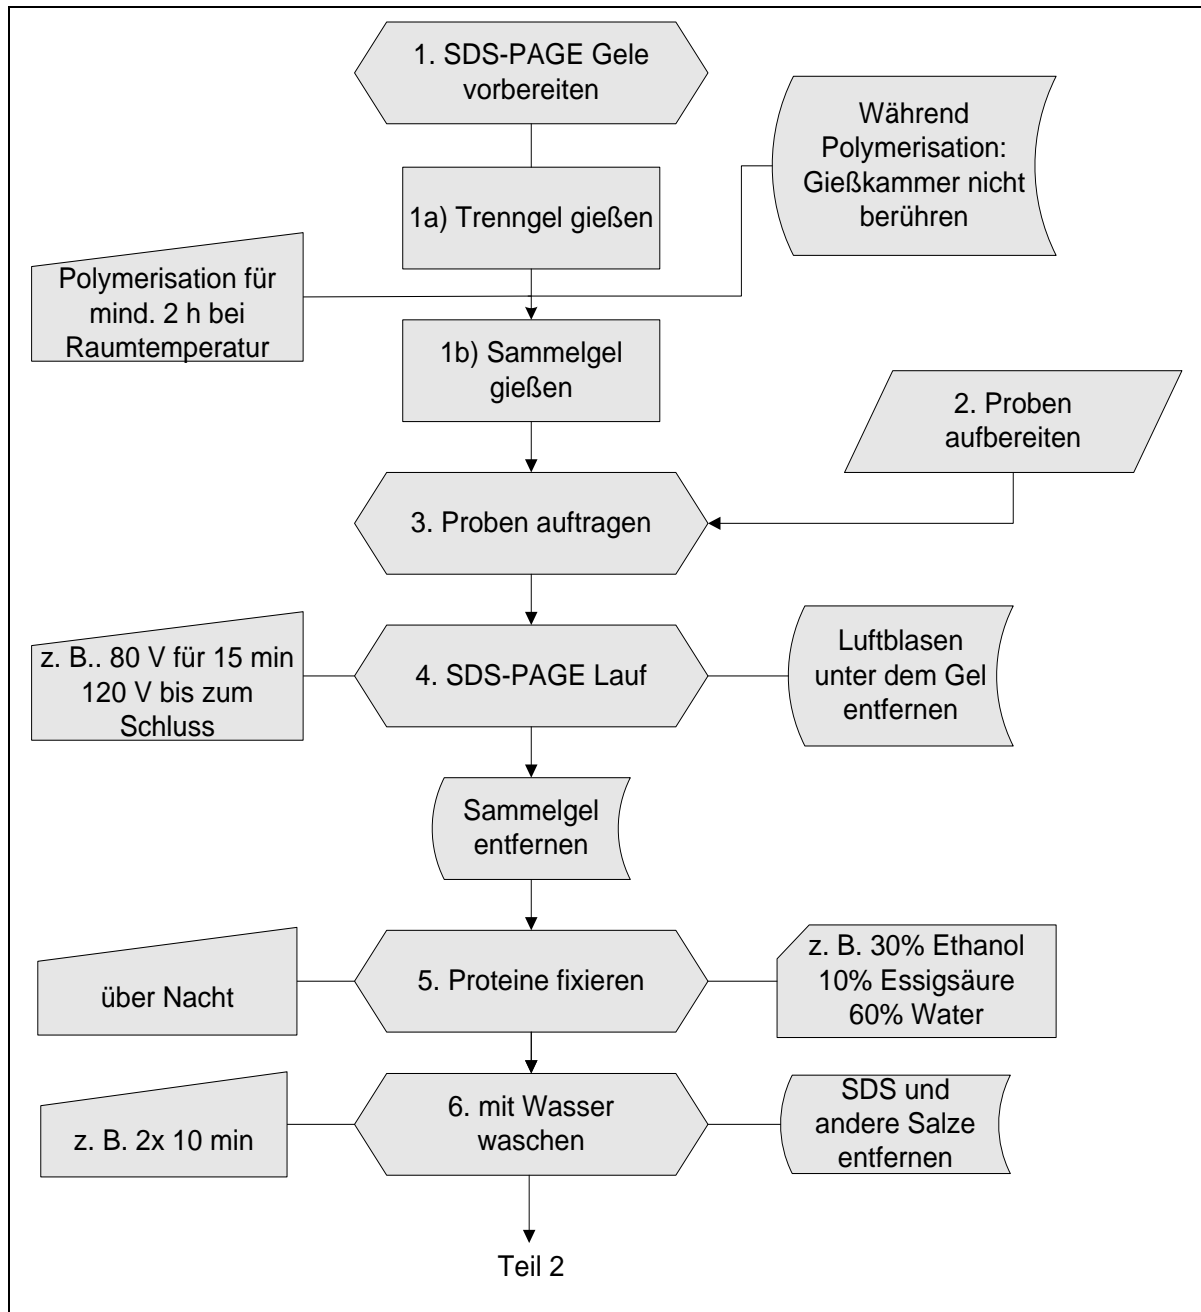 1. SDS-PAGE Gele
vorbereiten
Während
Polymerisation:
Gießkammer nicht
berühren
1a) Trenngel gießen
Polymerisation für
mind. 2 h bei
Raumtemperatur
1b) Sammelgel
gießen
2. Proben
aufbereiten
3. Proben auftragen
z. B.. 80 V für 15 min
120 V bis zum
Schluss
4. SDS-PAGE Lauf
Luftblasen
unter dem Gel
entfernen
Sammelgel
entfernen
über Nacht
5. Proteine fixieren
z. B. 30% Ethanol
10% Essigsäure
60% Water
z. B. 2x 10 min
6. mit Wasser
waschen
SDS und
andere Salze
entfernen
Teil 2